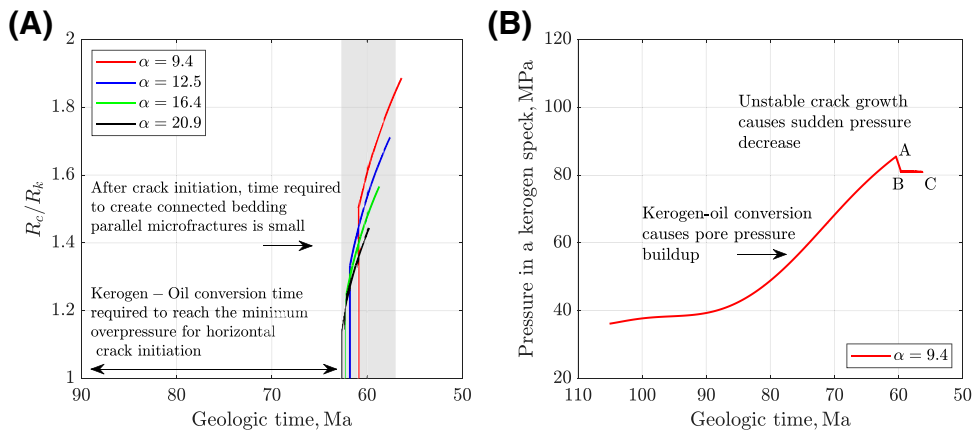 (A)
2
1.8
1.6
1.4
1.2
1
R_c/R_k
α = 9.4
α = 12.5
α = 16.4
α = 20.9
After crack initiation, time required
to create connected bedding
parallel microfractures is small
Kerogen − Oil conversion time
required to reach the minimum
overpressure for horizontal
crack initiation
90 80 70 60 50
Geologic time, Ma
(B)
120
100
80
60
40
20
Pressure in a kerogen speck, MPa
Unstable crack growth
causes sudden pressure
decrease
A
B C
Kerogen-oil conversion
causes pore pressure
buildup
α = 9.4
110 100 90 80 70 60 50
Geologic time, Ma